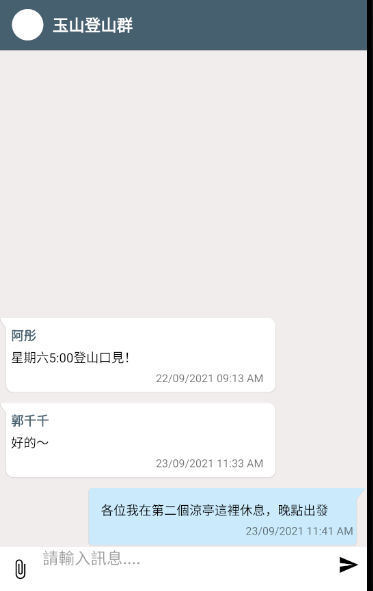 玉山登山群
阿彤
星期六5:00登山口見!
22/09/2021 09:13 AM
郭千千
好的～
23/09/2021 11:33 AM
各位我在第二個涼亭這裡休息，晚點出發
23/09/2021 11:41 AM
請輸入訊息....